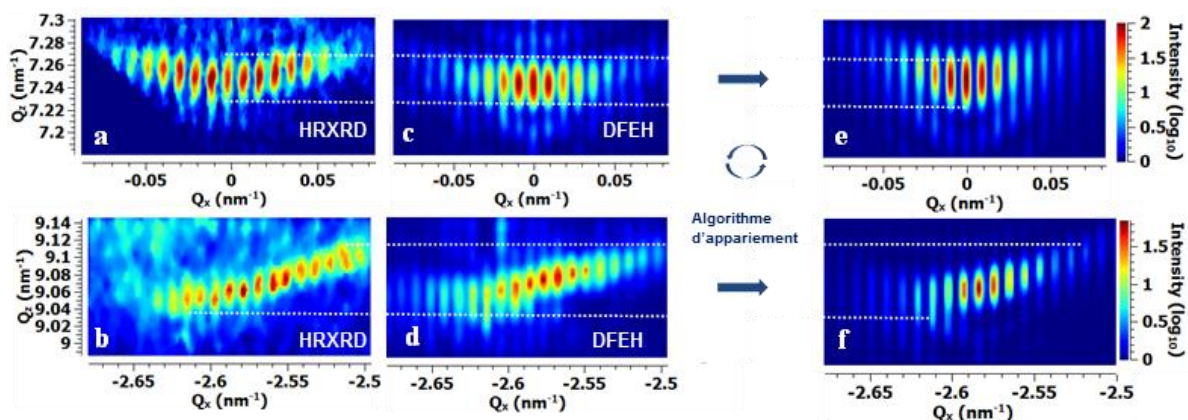 7.3
7.28
7.26
7.24
7.22
7.2
Qz (nm⁻¹)
a
HRXRD
-0.05
0
0.05
Qx (nm⁻¹)
c
DFEH
-0.05
0
0.05
Qx (nm⁻¹)
e
-0.05
0
0.05
Qx (nm⁻¹)
2
1.5
1
0.5
0
Intensity (log10)
9.14
9.12
9.1
9.08
9.06
9.04
9.02
9
Qz (nm⁻¹)
b
HRXRD
-2.65
-2.6
-2.55
-2.5
Qx (nm⁻¹)
d
DFEH
-2.65
-2.6
-2.55
-2.5
Qx (nm⁻¹)
Algorithme
d'appariement
f
-2.65
-2.6
-2.55
-2.5
Qx (nm⁻¹)
1.5
1
0.5
0
Intensity (log10)